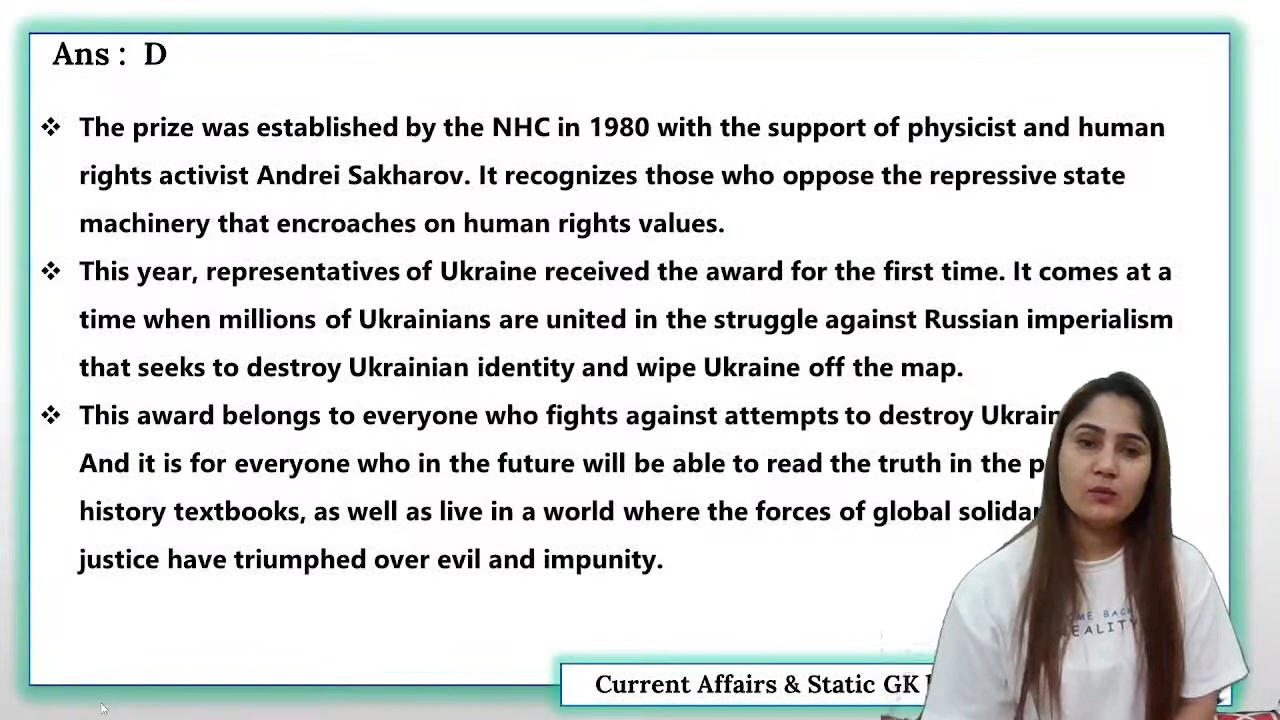 Ans : D
❖ The prize was established by the NHC in 1980 with the support of physicist and human
rights activist Andrei Sakharov. It recognizes those who oppose the repressive state
machinery that encroaches on human rights values.
❖ This year, representatives of Ukraine received the award for the first time. It comes at a
time when millions of Ukrainians are united in the struggle against Russian imperialism
that seeks to destroy Ukrainian identity and wipe Ukraine off the map.
❖ This award belongs to everyone who fights against attempts to destroy
And it is for everyone who in the future will be able to read the truth in the
history textbooks, as well as live in a world where the forces of global
justice have triumphed over evil and impunity.
BACK
REALITY
Current Affairs & Static GK